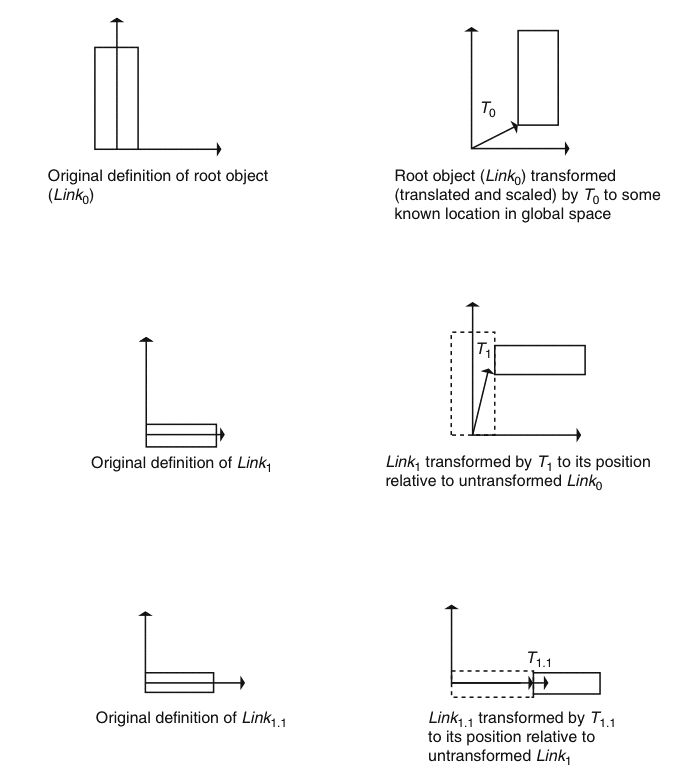 T0
Original definition of root object
(Link0)
Root object (Link0) transformed
(translated and scaled) by T0 to some
known location in global space
T1
Original definition of Link1
Link1 transformed by T1 to its position
relative to untransformed Link0
T1.1
Original definition of Link1.1
Link1.1 transformed by T1.1
to its position relative to
untransformed Link1